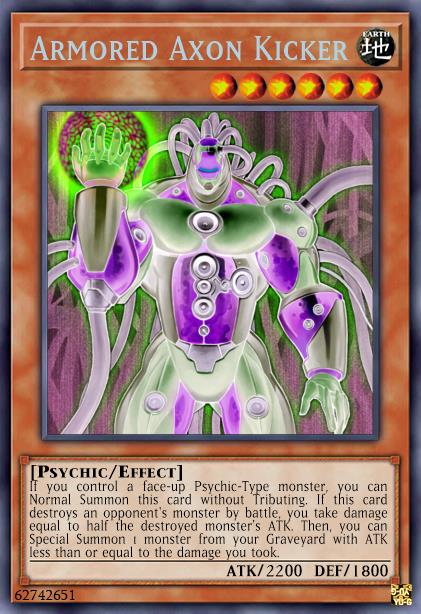 ARMORED AXON KICKER
EARTH
地
[PSYCHIC/EFFECT]
If you control a face-up Psychic-Type monster, you can
Normal Summon this card without Tributing. If this card
destroys an opponent's monster by battle, you take damage
equal to half the destroyed monster's ATK. Then, you can
Special Summon 1 monster from your Graveyard with ATK
less than or equal to the damage you took.
ATK/2200 DEF/1800
62742651